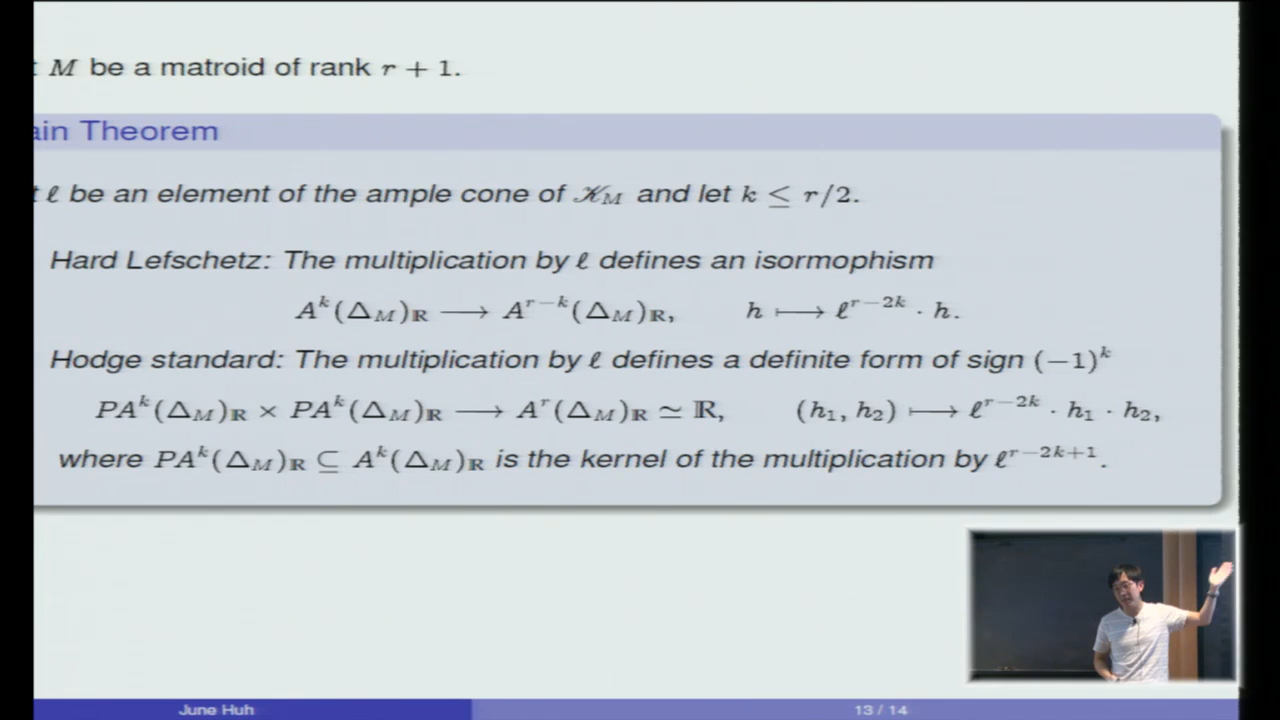 M be a matroid of rank r + 1.
ain Theorem
t ℓ be an element of the ample cone of 𝒦_M and let k ≤ r/2.
Hard Lefschetz: The multiplication by ℓ defines an isormophism
A^k(Δ_M)_ℝ ⟶ A^{r−k}(Δ_M)_ℝ, h ⟼ ℓ^{r−2k} · h.
Hodge standard: The multiplication by ℓ defines a definite form of sign (−1)^k
PA^k(Δ_M)_ℝ × PA^k(Δ_M)_ℝ ⟶ A^r(Δ_M)_ℝ ≃ ℝ, (h_1, h_2) ⟼ ℓ^{r−2k} · h_1 · h_2,
where PA^k(Δ_M)_ℝ ⊆ A^k(Δ_M)_ℝ is the kernel of the multiplication by ℓ^{r−2k+1}.
June Huh 13 / 14